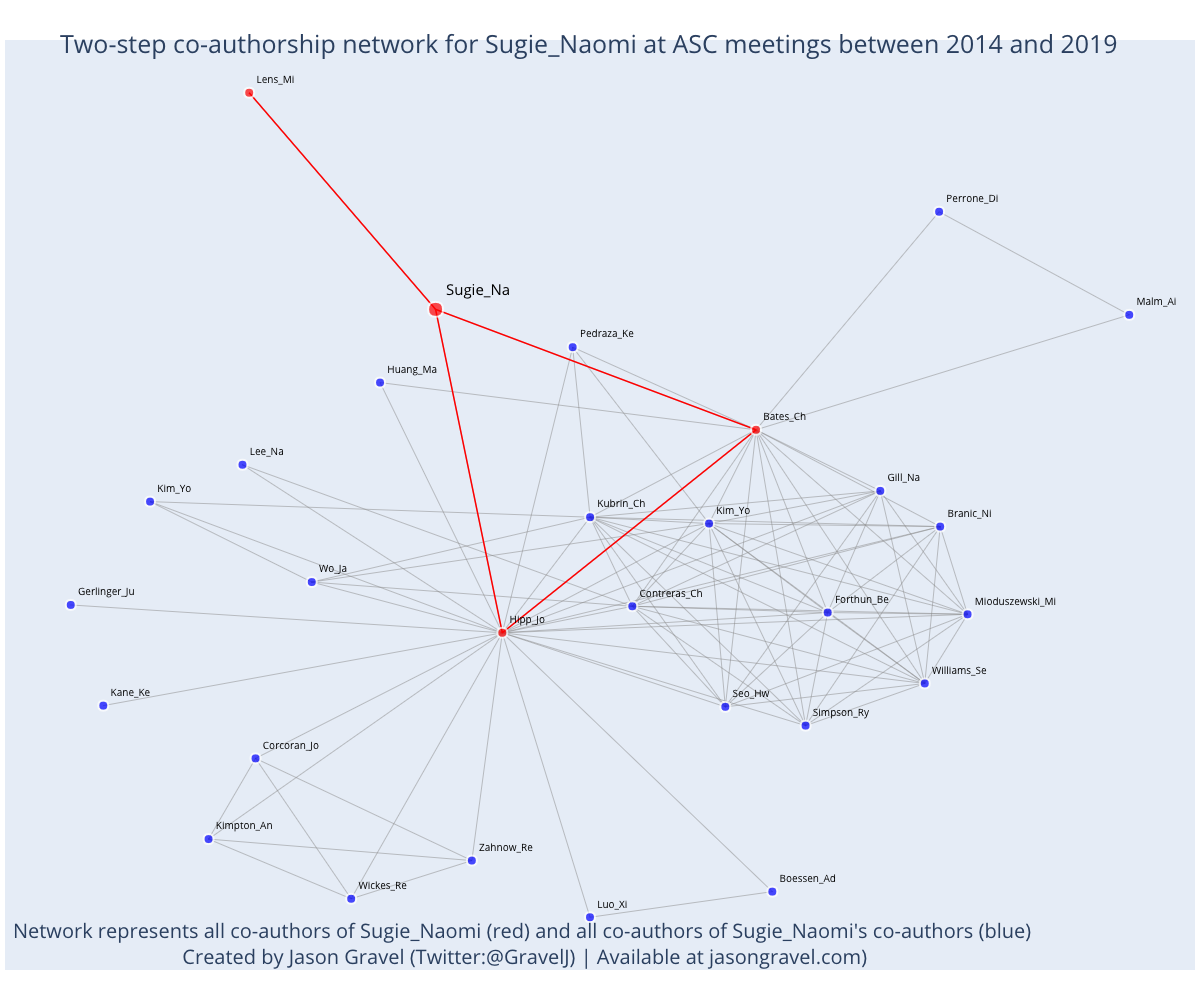 Two-step co-authorship network for Sugie_Naomi at ASC meetings between 2014 and 2019
Lens_Mi
Perrone_Di
Sugie_Na
Malm_Ai
Pedraza_Ke
Huang_Ma
Bates_Ch
Lee_Na
Gill_Na
Kim_Yo
Kubrin_Ch
Kim_Yo
Branic_Ni
Wo_Ja
Gerlinger_Ju
Contreras_Ch
Forthun_Be
Mioduszewski_Mi
Hipp_Jo
Williams_Se
Kane_Ke
Seo_Hw
Simpson_Ry
Corcoran_Jo
Kimpton_An
Zahnow_Re
Boessen_Ad
Wickes_Re
Luo_Xi
Network represents all co-authors of Sugie_Naomi (red) and all co-authors of Sugie_Naomi's co-authors (blue)
Created by Jason Gravel (Twitter:@GravelJ) | Available at jasongravel.com)